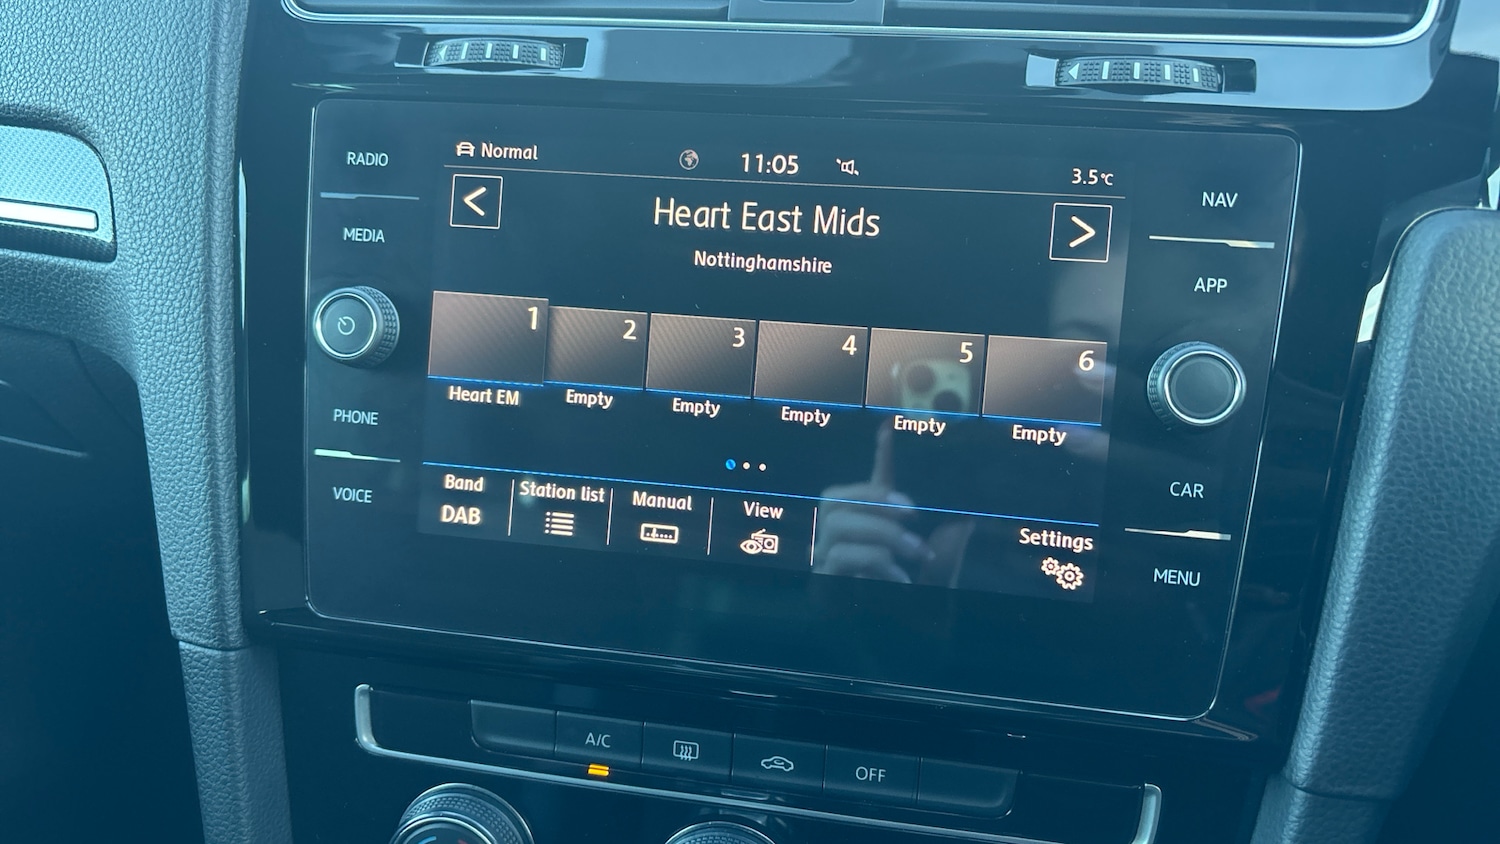 RADIO
MEDIA
PHONE
VOICE
Normal
11:05
3.5°C
Heart East Mids
Nottinghamshire
1
2
3
4
5
6
Heart EM
Empty
Empty
Empty
Empty
Empty
Band
DAB
Station list
Manual
View
Settings
NAV
APP
CAR
MENU
A/C
OFF